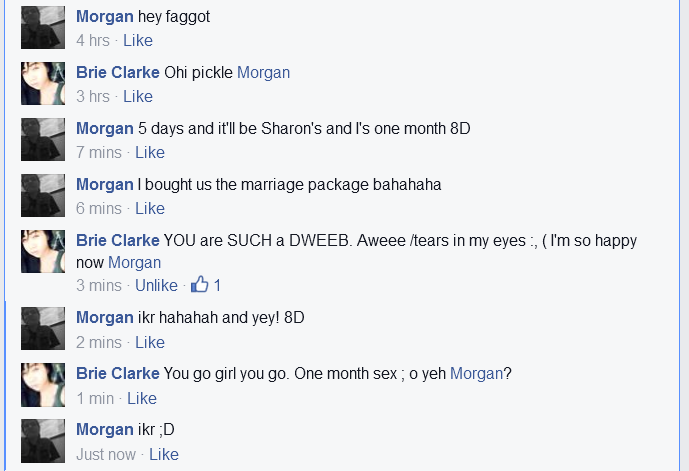 Morgan hey faggot
4 hrs · Like
Brie Clarke Ohi pickle Morgan
3 hrs · Like
Morgan 5 days and it'll be Sharon's and I's one month 8D
7 mins · Like
Morgan I bought us the marriage package bahahaha
6 mins · Like
Brie Clarke YOU are SUCH a DWEEB. Aweee /tears in my eyes :, ( I'm so happy
now Morgan
3 mins · Unlike · 1
Morgan ikr hahahah and yey! 8D
2 mins · Like
Brie Clarke You go girl you go. One month sex ; o yeh Morgan?
1 min · Like
Morgan ikr ;D
Just now · Like